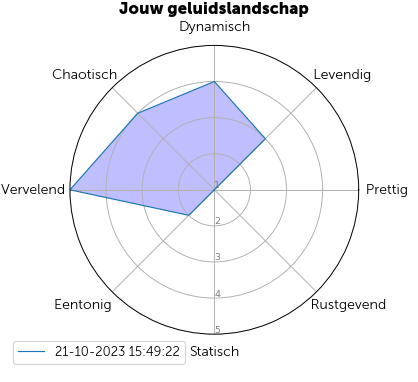 Jouw geluidslandschap
Dynamisch
Chaotisch
Levendig
Vervelend
1
Prettig
2
3
Eentonig
4
Rustgevend
5
21-10-2023 15:49:22
Statisch